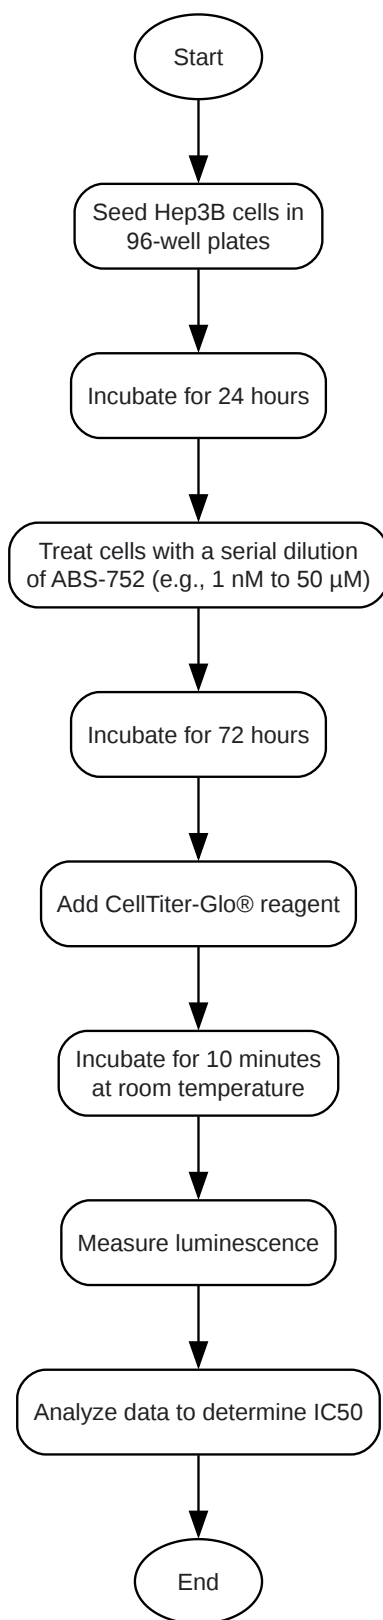 Start
Seed Hep3B cells in
96-well plates
Incubate for 24 hours
Treat cells with a serial dilution
of ABS-752 (e.g., 1 nM to 50 µM)
Incubate for 72 hours
Add CellTiter-Glo® reagent
Incubate for 10 minutes
at room temperature
Measure luminescence
Analyze data to determine IC50
End